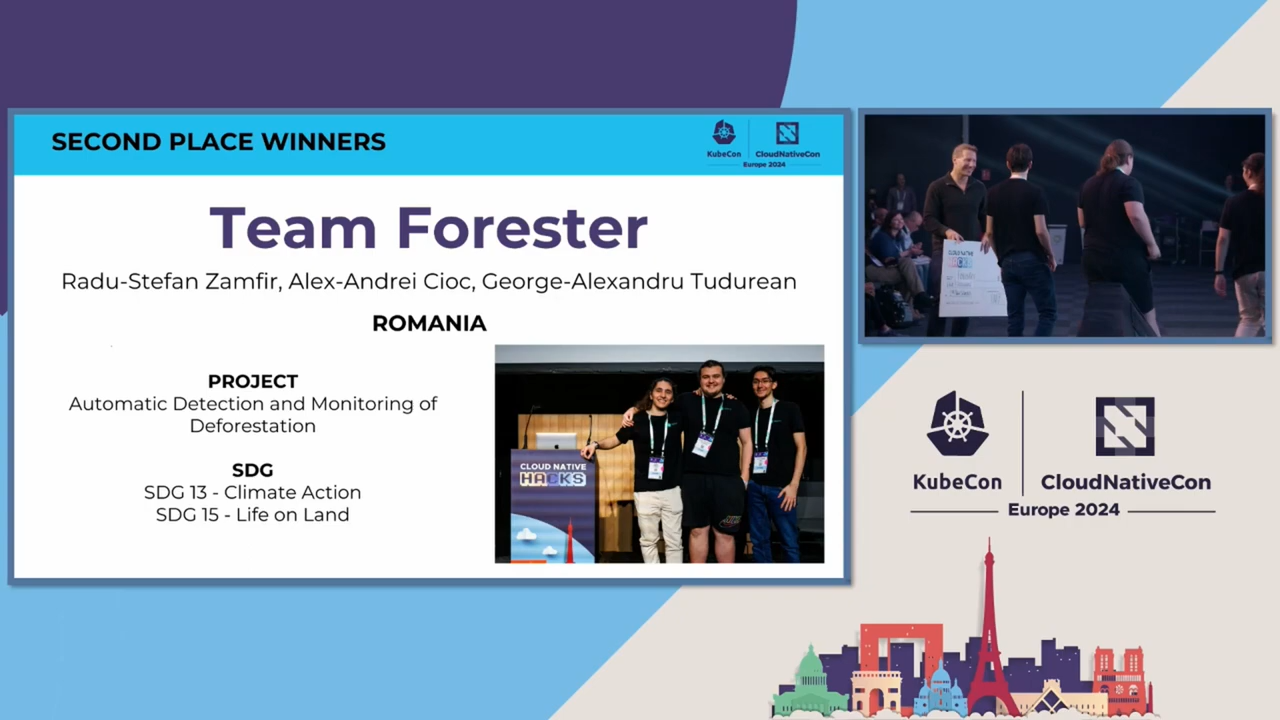 SECOND PLACE WINNERS
KubeCon
CloudNativeCon
Europe 2024
Team Forester
Radu-Stefan Zamfir, Alex-Andrei Cioc, George-Alexandru Tudurean
ROMANIA
PROJECT
Automatic Detection and Monitoring of
Deforestation
SDG
SDG 13 - Climate Action
SDG 15 - Life on Land
CLOUD NATIVE
HACKS
KubeCon
CloudNativeCon
Europe 2024